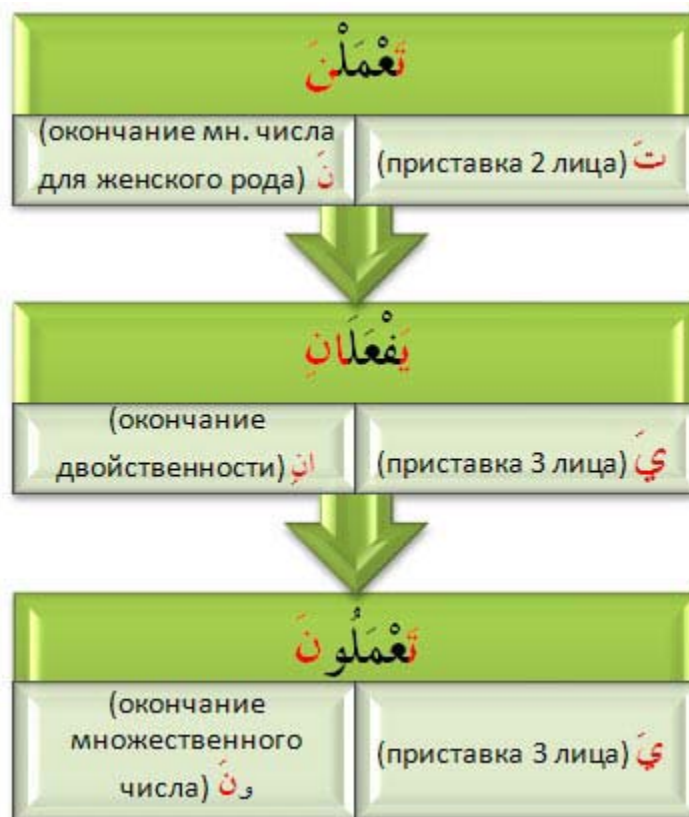 تَعْمَلْنَ
(окончание мн. числа
для женского рода) نَ
(приставка 2 лица) تَ
يَفْعَلَانِ
(окончание
двойственности) انِ
(приставка 3 лица) يَ
تَعْمَلُونَ
(окончание
множественного
числа) ونَ
(приставка 3 лица) يَ